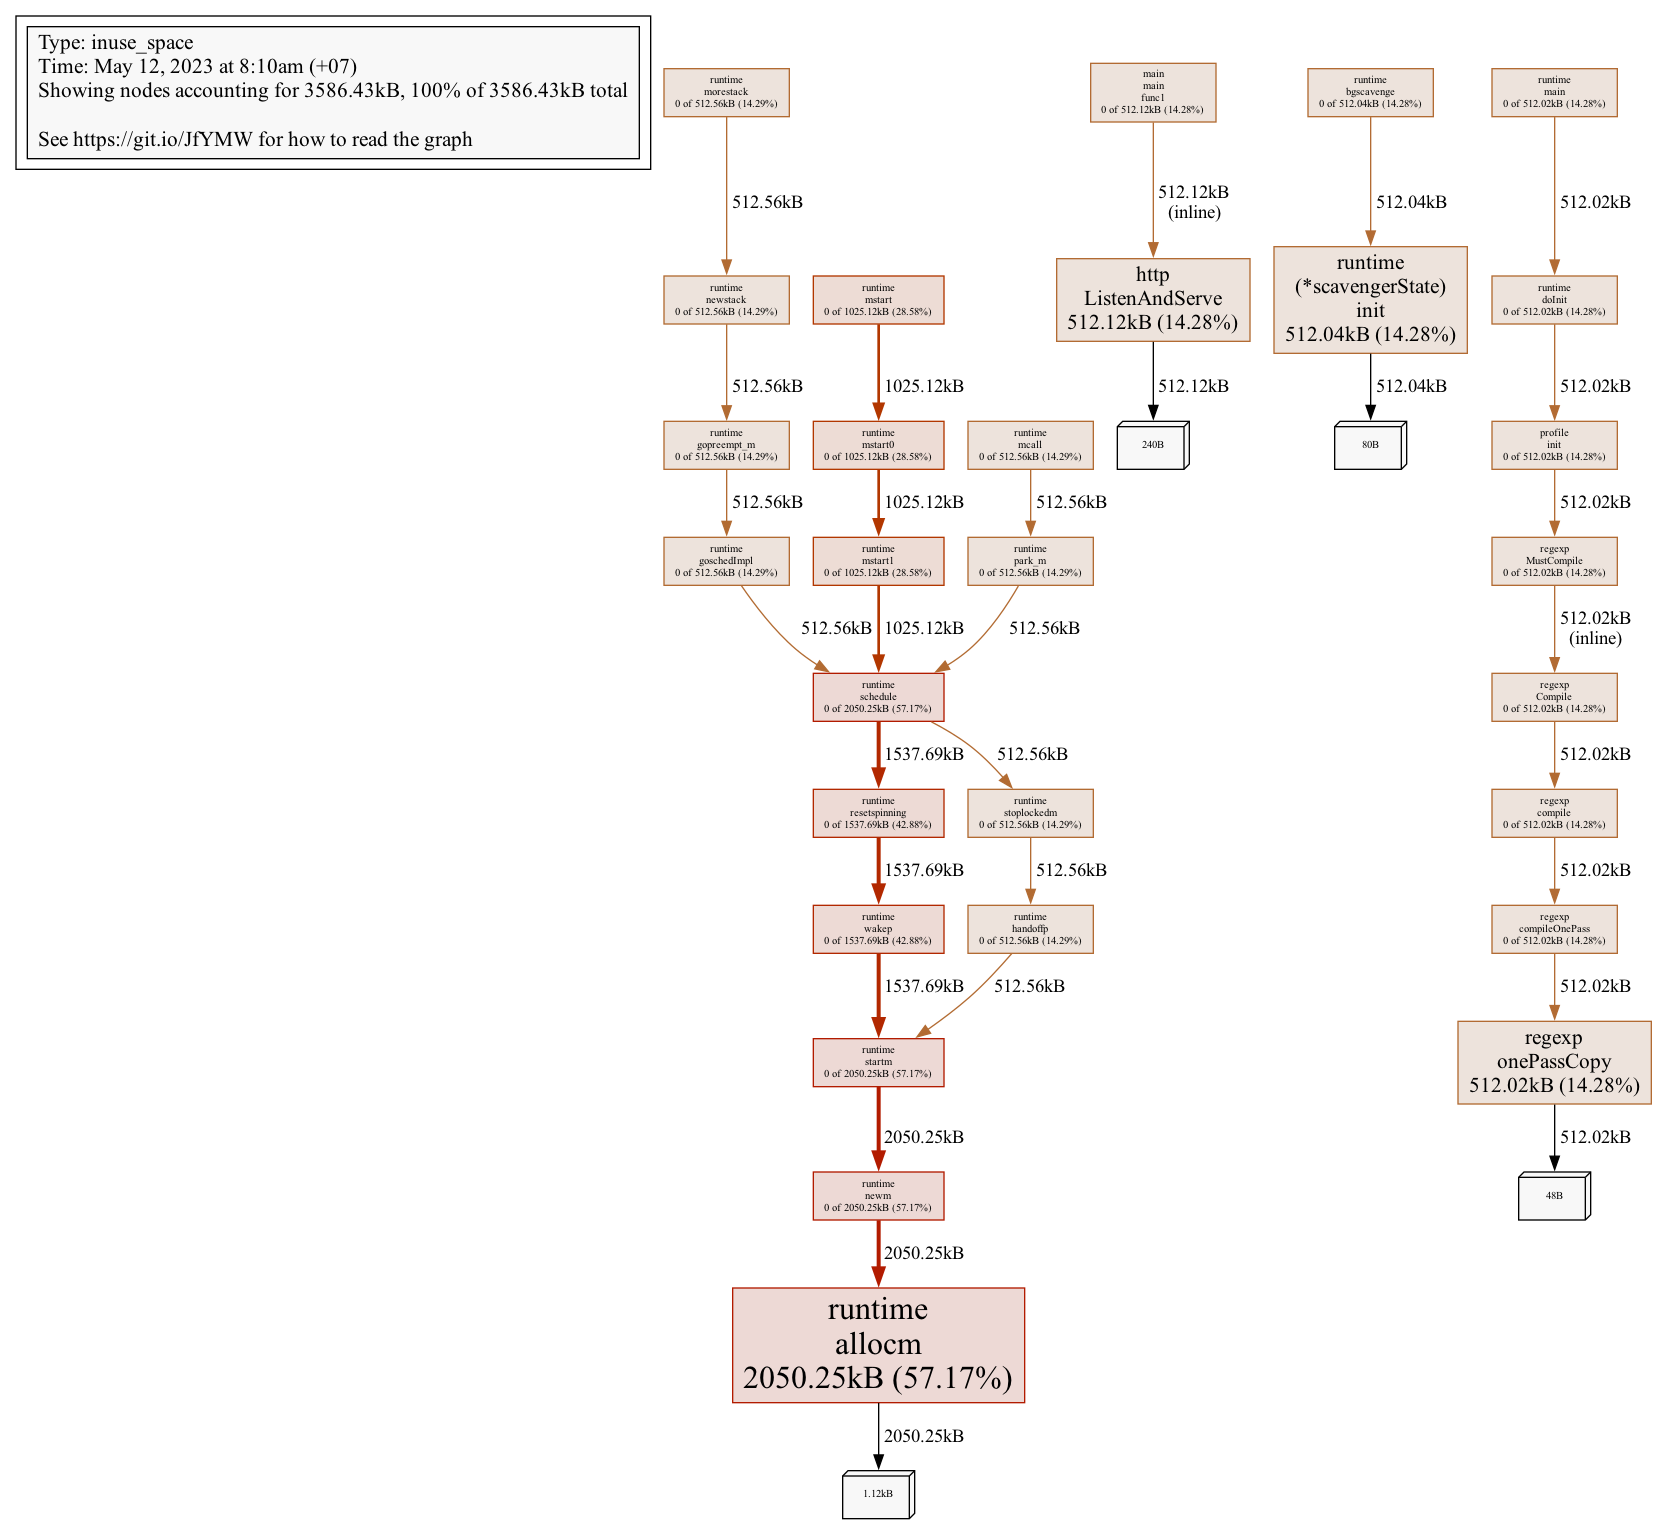 Type: inuse_space
Time: May 12, 2023 at 8:10am (+07)
Showing nodes accounting for 3586.43kB, 100% of 3586.43kB total
See https://git.io/JfYMW for how to read the graph
runtime
morestack
0 of 512.56kB (14.29%)
512.56kB
runtime
newstack
0 of 512.56kB (14.29%)
512.56kB
runtime
gopreempt_m
0 of 512.56kB (14.29%)
512.56kB
runtime
goschedImpl
0 of 512.56kB (14.29%)
512.56kB
runtime
mstart
0 of 1025.12kB (28.58%)
1025.12kB
runtime
mstart0
0 of 1025.12kB (28.58%)
1025.12kB
runtime
mstart1
0 of 1025.12kB (28.58%)
1025.12kB
runtime
mcall
0 of 512.56kB (14.29%)
512.56kB
runtime
park_m
0 of 512.56kB (14.29%)
512.56kB
runtime
schedule
0 of 2050.25kB (57.17%)
1537.69kB
512.56kB
runtime
resetspinning
0 of 1537.69kB (42.88%)
1537.69kB
runtime
stoplockedm
0 of 512.56kB (14.29%)
512.56kB
runtime
wakep
0 of 1537.69kB (42.88%)
1537.69kB
runtime
handoffp
0 of 512.56kB (14.29%)
512.56kB
runtime
startm
0 of 2050.25kB (57.17%)
2050.25kB
runtime
newm
0 of 2050.25kB (57.17%)
2050.25kB
runtime
allocm
2050.25kB (57.17%)
2050.25kB
1.12kB
main
main
func1
0 of 512.12kB (14.28%)
512.12kB
(inline)
http
ListenAndServe
512.12kB (14.28%)
512.12kB
240B
runtime
bgscavenge
0 of 512.04kB (14.28%)
512.04kB
runtime
(*scavengerState)
init
512.04kB (14.28%)
512.04kB
80B
runtime
main
0 of 512.02kB (14.28%)
512.02kB
runtime
doInit
0 of 512.02kB (14.28%)
512.02kB
profile
init
0 of 512.02kB (14.28%)
512.02kB
regexp
MustCompile
0 of 512.02kB (14.28%)
512.02kB
(inline)
regexp
Compile
0 of 512.02kB (14.28%)
512.02kB
regexp
compile
0 of 512.02kB (14.28%)
512.02kB
regexp
compileOnePass
0 of 512.02kB (14.28%)
512.02kB
regexp
onePassCopy
512.02kB (14.28%)
512.02kB
48B